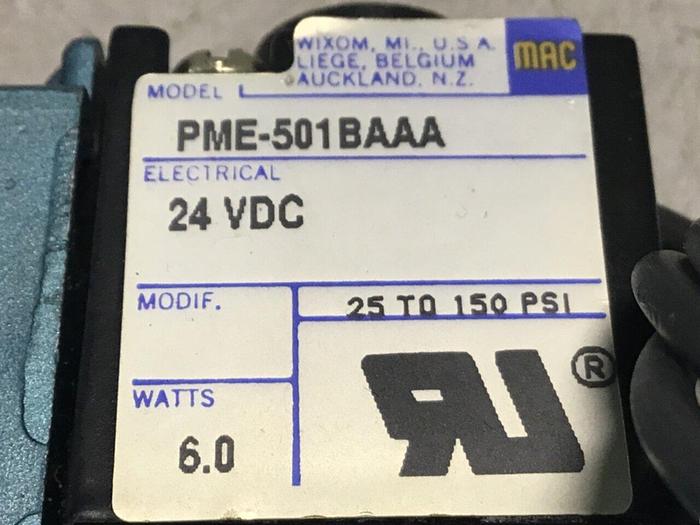 WIXOM, MI., U.S.A.
LIEGE, BELGIUM
AUCKLAND, N.Z.
MAC
MODEL
PME-501BAAA
ELECTRICAL
24 VDC
MODIF.
25 TO 150 PSI
WATTS
6.0
RU ®